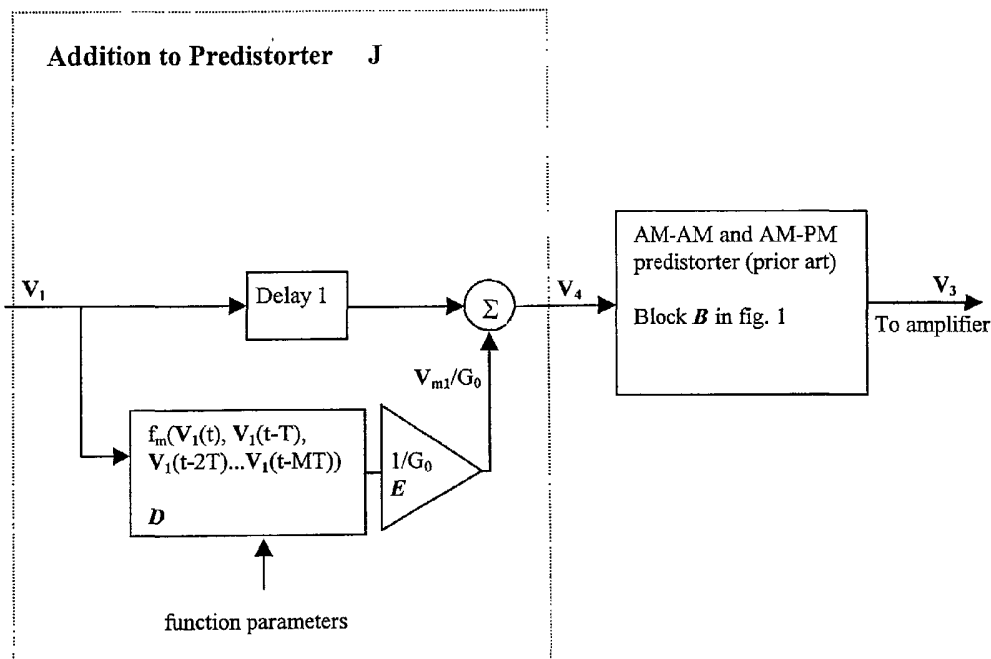 Addition to Predistorter J
V₁
Delay 1
Σ
V₄
AM-AM and AM-PM
predistorter (prior art)
Block B in fig. 1
V₃
To amplifier
Vₘ₁/G₀
fₘ(V₁(t), V₁(t-T),
V₁(t-2T)...V₁(t-MT))
D
1/G₀
E
function parameters